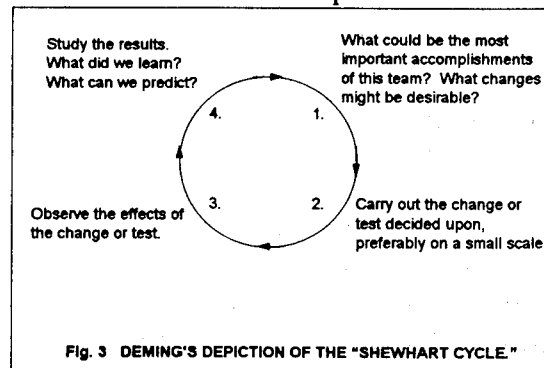 Study the results.
What did we learn?
What can we predict?
What could be the most
important accomplishments
of this team? What changes
might be desirable?
4.
1.
3.
2.
Observe the effects of
the change or test.
Carry out the change or
test decided upon,
preferably on a small scale
Fig. 3 DEMING'S DEPICTION OF THE "SHEWHART CYCLE."